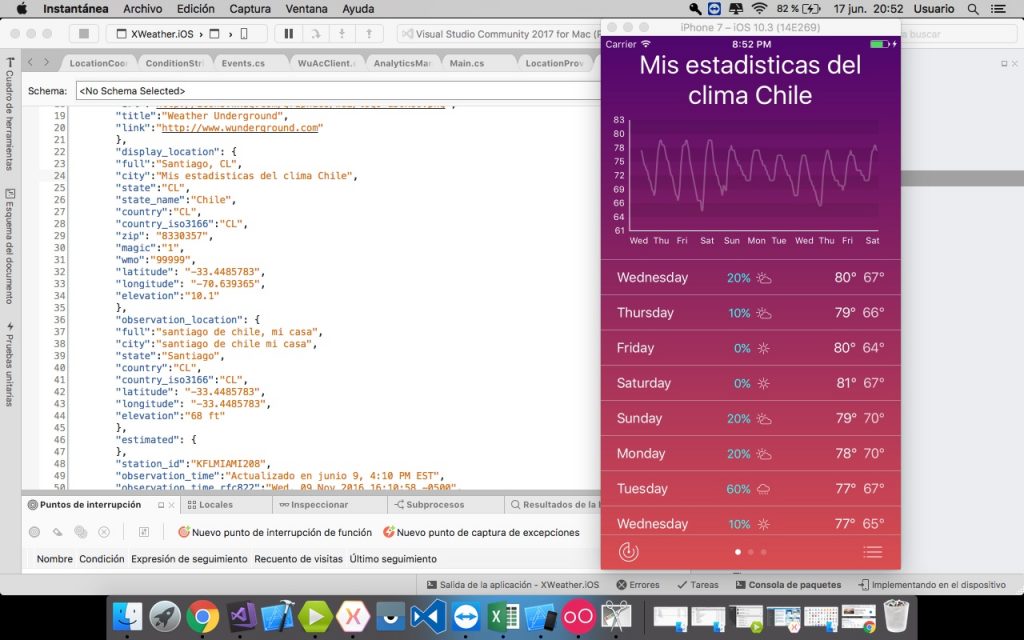 Instantánea Archivo Edición Captura Ventana Ayuda 82 % 17 jun. 20:52 Usuario
XWeather.iOS Visual Studio Community 2017 for Mac buscar
LocationCoo ConditionStri Events.cs WuAcClient. AnalyticsMar Main.cs LocationProv
Schema: <No Schema Selected>
Cuadro de herramientas
Esquema del documento
Pruebas unitarias
19 "title":"Weather Underground",
20 "link":"http://www.wunderground.com"
21 },
22 "display_location": {
23 "full":"Santiago, CL",
24 "city":"Mis estadisticas del clima Chile",
25 "state":"CL",
26 "state_name":"Chile",
27 "country":"CL",
28 "country_iso3166":"CL",
29 "zip": "8330357",
30 "magic":"1",
31 "wmo":"99999",
32 "latitude": "-33.4485783",
33 "longitude": "-70.639365",
34 "elevation":"10.1"
35 },
36 "observation_location": {
37 "full":"santiago de chile, mi casa",
38 "city":"santiago de chile mi casa",
39 "state":"Santiago",
40 "country":"CL",
41 "country_iso3166":"CL",
42 "latitude": "-33.4485783",
43 "longitude": "-33.4485783",
44 "elevation":"68 ft"
45 },
46 "estimated": {
47 },
48 "station_id":"KFLMIAMI208",
49 "observation_time":"Actualizado en junio 9, 4:10 PM EST",
50 "observation_time_rfc822":"Wed, 09 Nov 2016 16:10:58 -0500",
Puntos de interrupción Locales Inspeccionar Subprocesos Resultados de la
Nuevo punto de interrupción de función Nuevo punto de captura de excepciones
Nombre Condición Expresión de seguimiento Recuento de visitas Último seguimiento
Salida de la aplicación - XWeather.iOS Errores Tareas Consola de paquetes Implementando en el dispositivo
iPhone 7 – iOS 10.3 (14E269)
Carrier 8:52 PM
Mis estadisticas del
clima Chile
83
80
78
75
72
69
66
64
61
Wed Thu Fri Sat Sun Mon Tue Wed Thu Fri Sat
Wednesday 20% 80° 67°
Thursday 10% 79° 66°
Friday 0% 80° 64°
Saturday 0% 81° 67°
Sunday 20% 79° 70°
Monday 20% 78° 70°
Tuesday 60% 77° 67°
Wednesday 10% 77° 65°